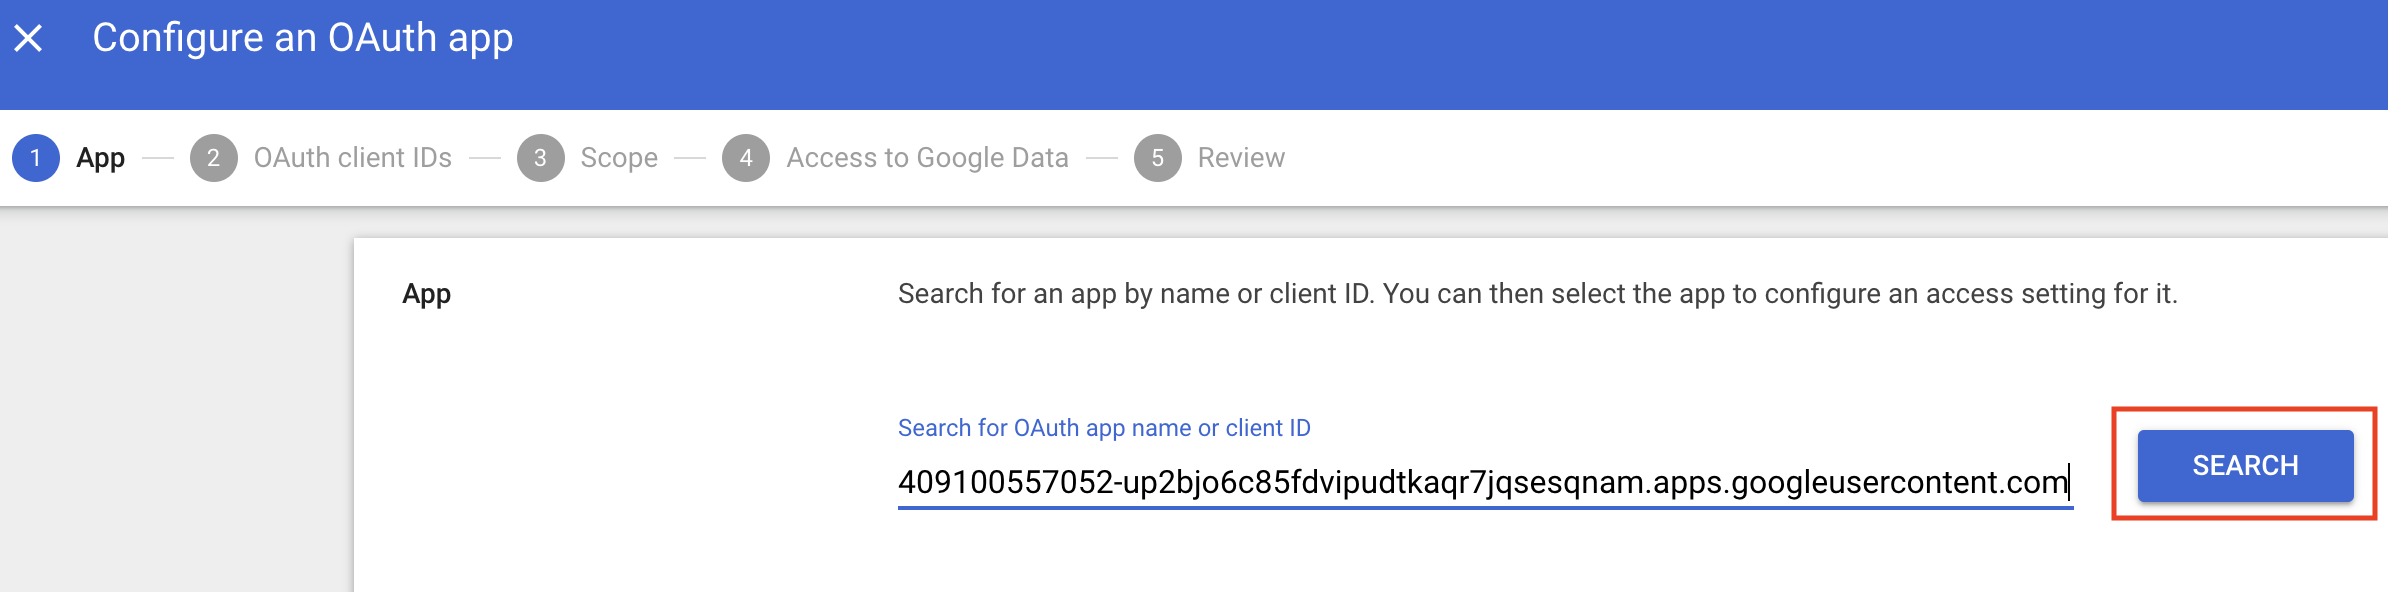 Configure an OAuth app
1 App 2 OAuth client IDs 3 Scope 4 Access to Google Data 5 Review
App
Search for an app by name or client ID. You can then select the app to configure an access setting for it.
Search for OAuth app name or client ID
409100557052-up2bjo6c85fdvipudtkaqr7jqsesqnam.apps.googleusercontent.com
SEARCH